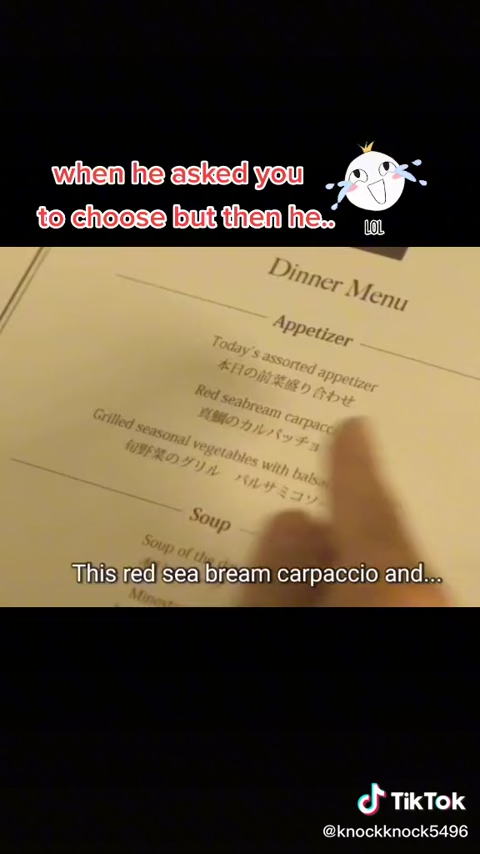 when he asked you
to choose but then he..
LOL
Dinner Menu
Appetizer
Today's assorted appetizer
本日の前菜盛り合わせ
Red seabream
真鯛のカルパッチョ
Grilled seasonal vegetables with
旬野菜のグリル バルサミコソ
Soup
Soup of the
This red sea bream carpaccio and...
TikTok
@knockknock5496